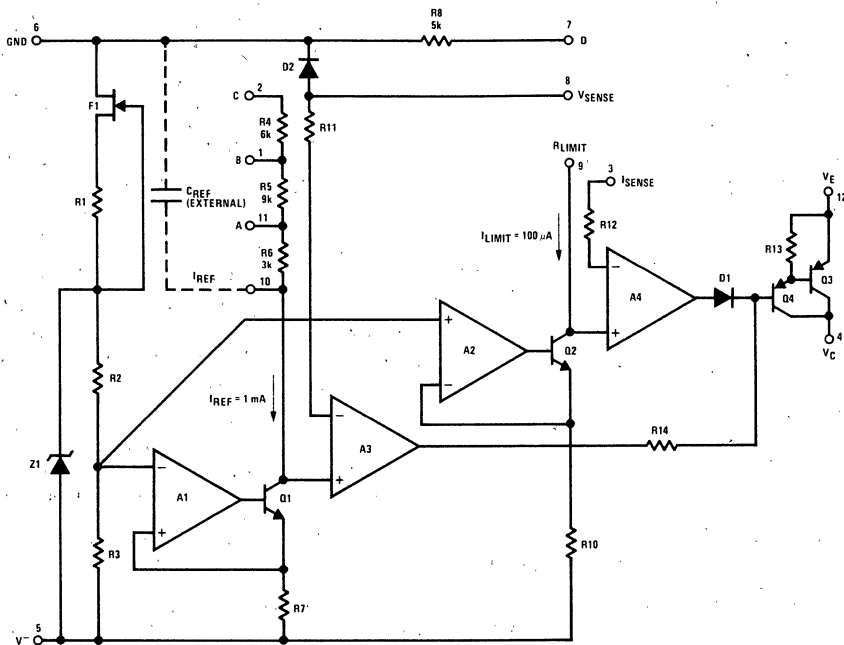 R8
5k
6
GND
7
D
D2
8
VSENSE
C
2
F1
R4
6k
R11
RLIMIT
9
B
1
3
ISENSE
VE
12
CREF
(EXTERNAL)
R1
R5
9k
A
11
ILIMIT = 100 μA
R12
R13
R6
3k
IREF
10
−
A4
+
D1
Q4
Q3
4
VC
+
A2
−
Q2
R2
IREF = 1 mA
−
A3
+
R14
Z1
−
A1
+
Q1
R3
R10
R7
5
V−